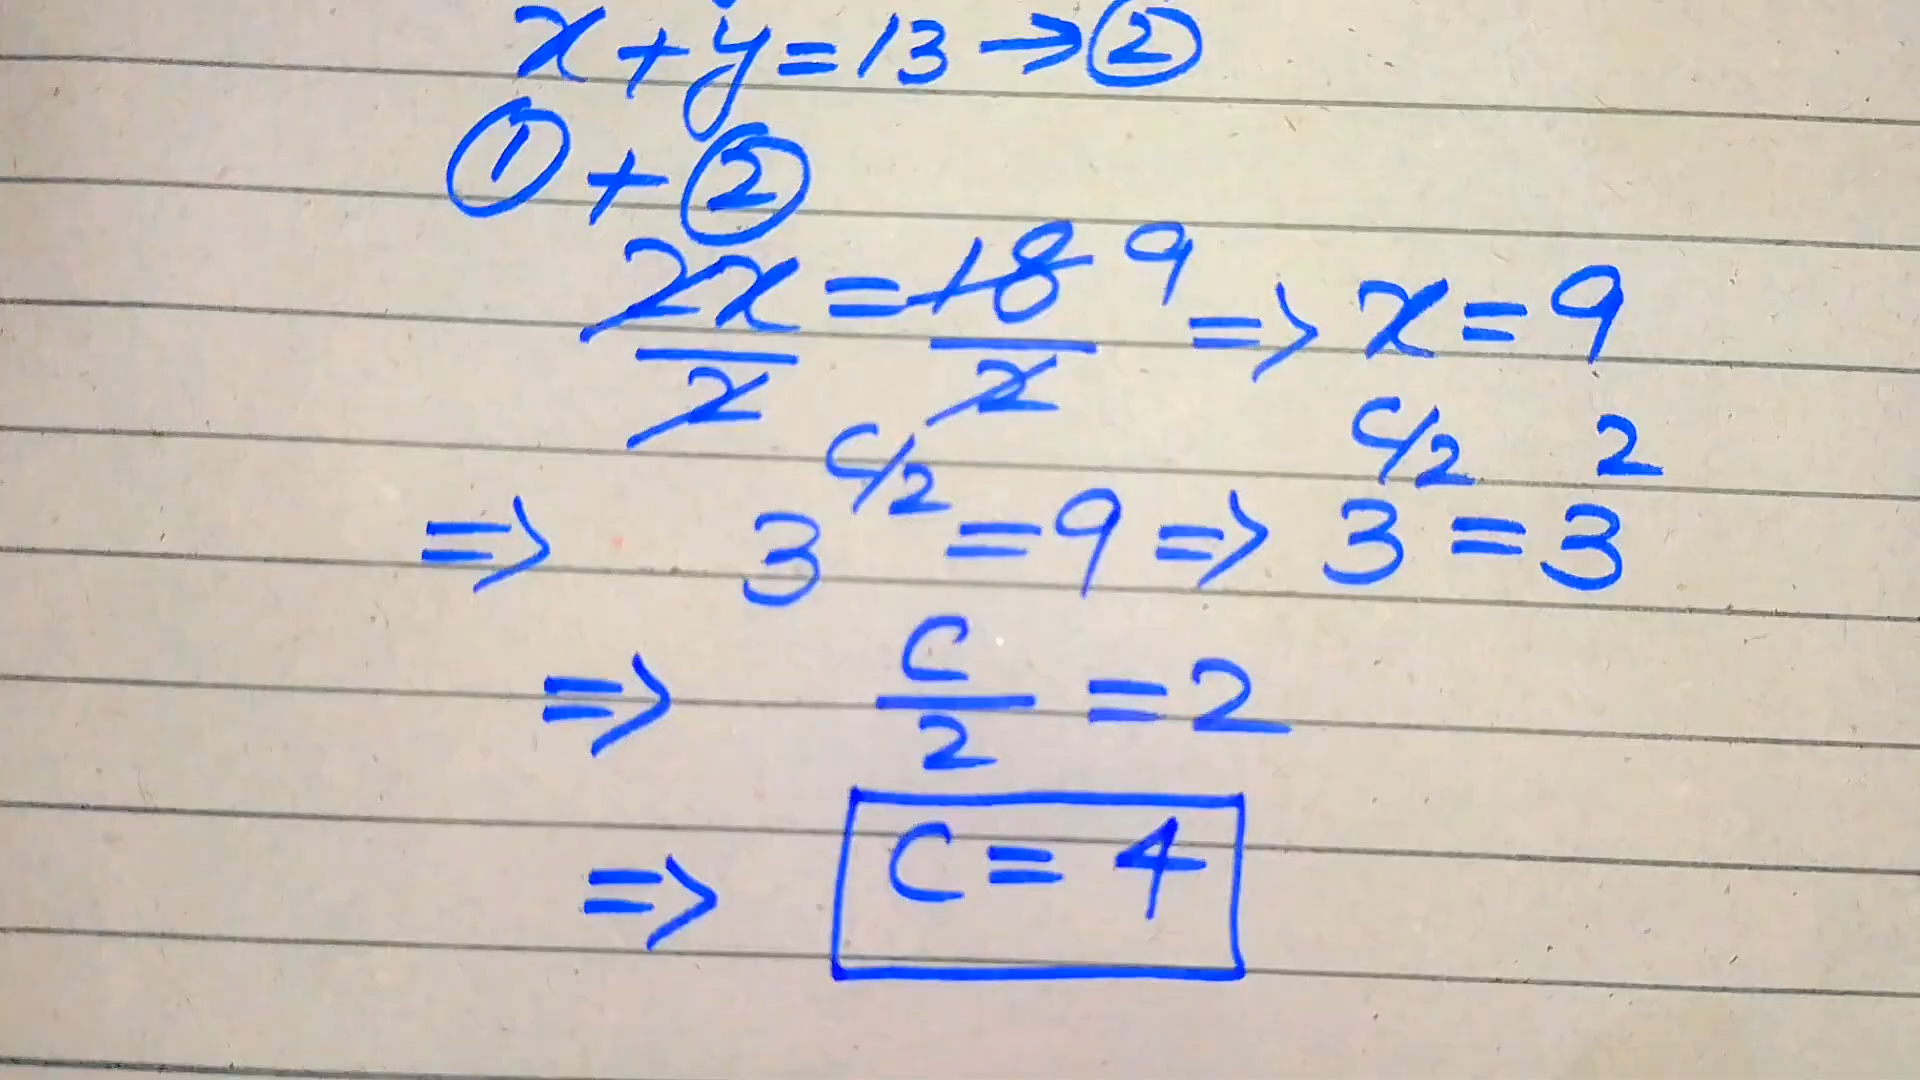 x+y=13→②
①+②
2x/2=18/2 9 ⇒ x=9
⇒ 3^{c/2}=9 ⇒ 3^{c/2}=3^2
⇒ c/2=2
⇒ c=4